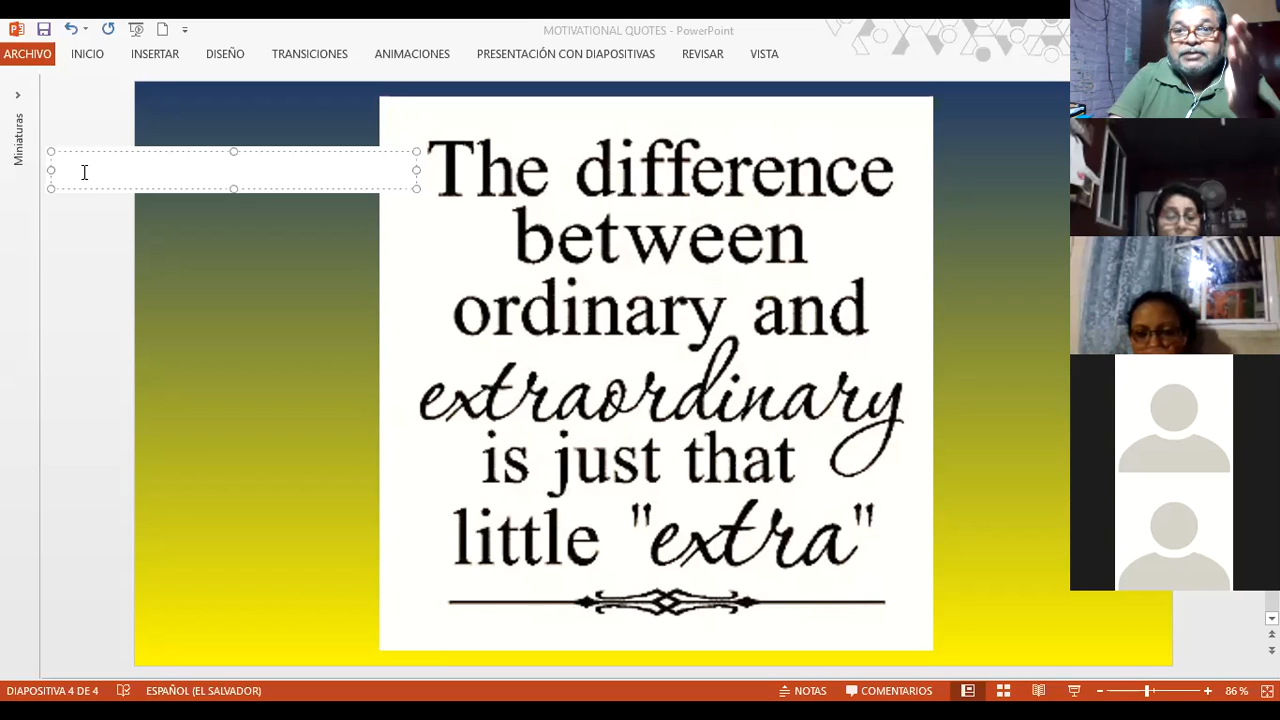 MOTIVATIONAL QUOTES - PowerPoint
ARCHIVO INICIO INSERTAR DISEÑO TRANSICIONES ANIMACIONES PRESENTACIÓN CON DIAPOSITIVAS REVISAR VISTA
Miniaturas
The difference
between
ordinary and
extraordinary
is just that
little "extra"
DIAPOSITIVA 4 DE 4 ESPAÑOL (EL SALVADOR) NOTAS COMENTARIOS 86 %